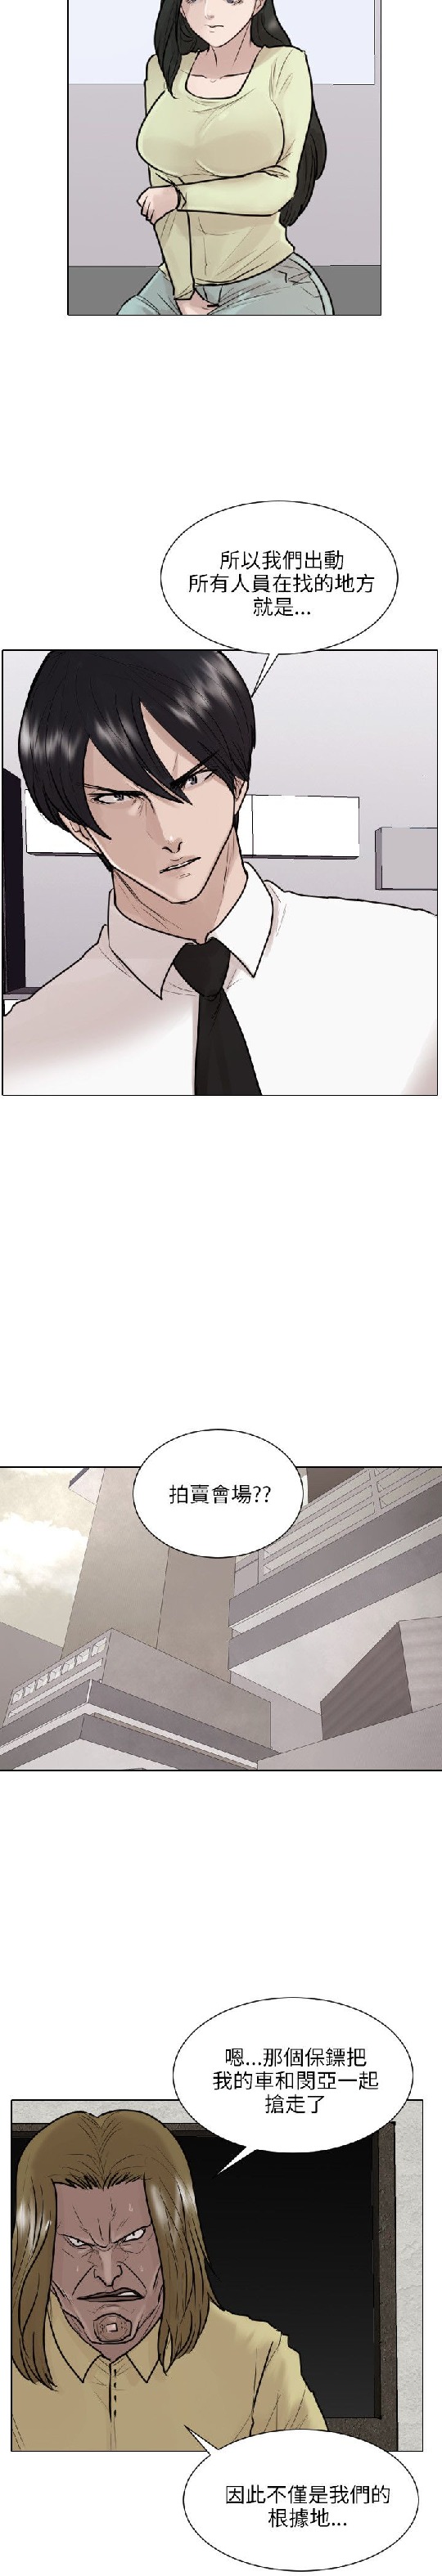 所以我們出動
所有人員在找的地方
就是...
拍賣會場??
嗯...那個保鏢把
我的車和閔亞一起
搶走了
因此不僅是我們的
根據地...